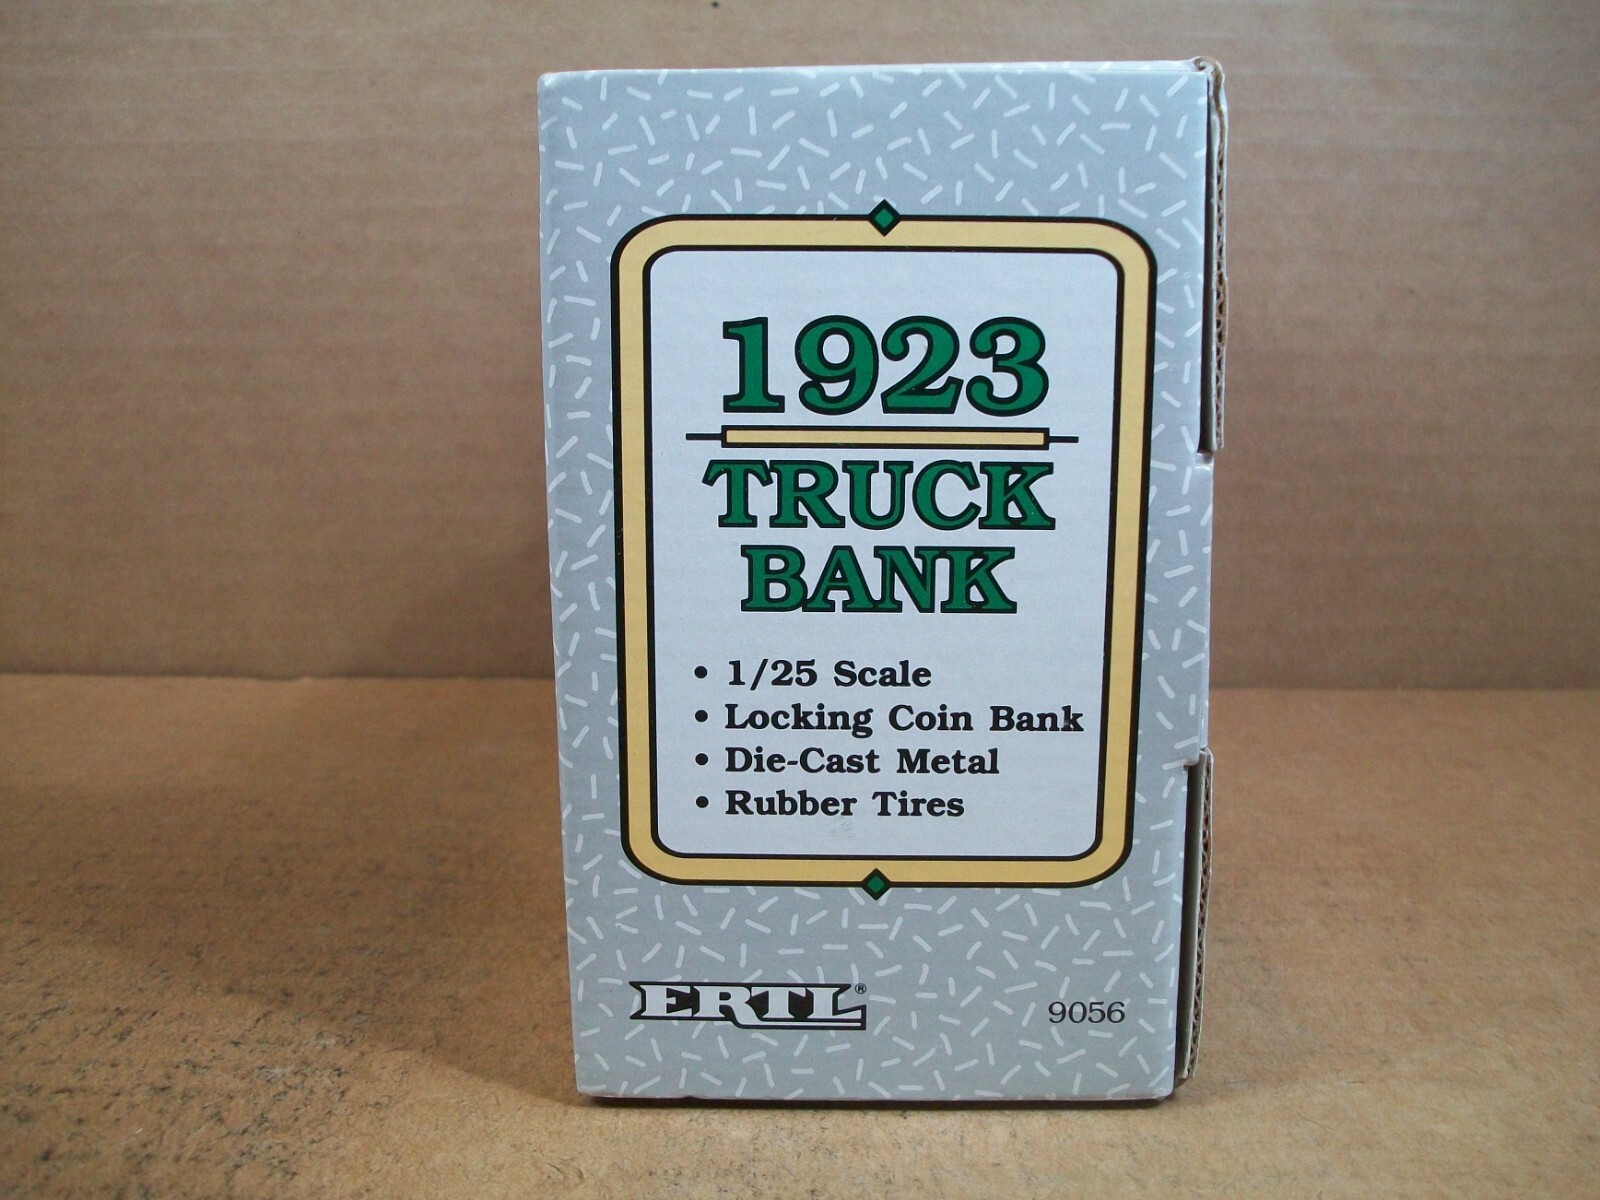 1923
TRUCK
BANK
• 1/25 Scale
• Locking Coin Bank
• Die-Cast Metal
• Rubber Tires
ERTL® 9056